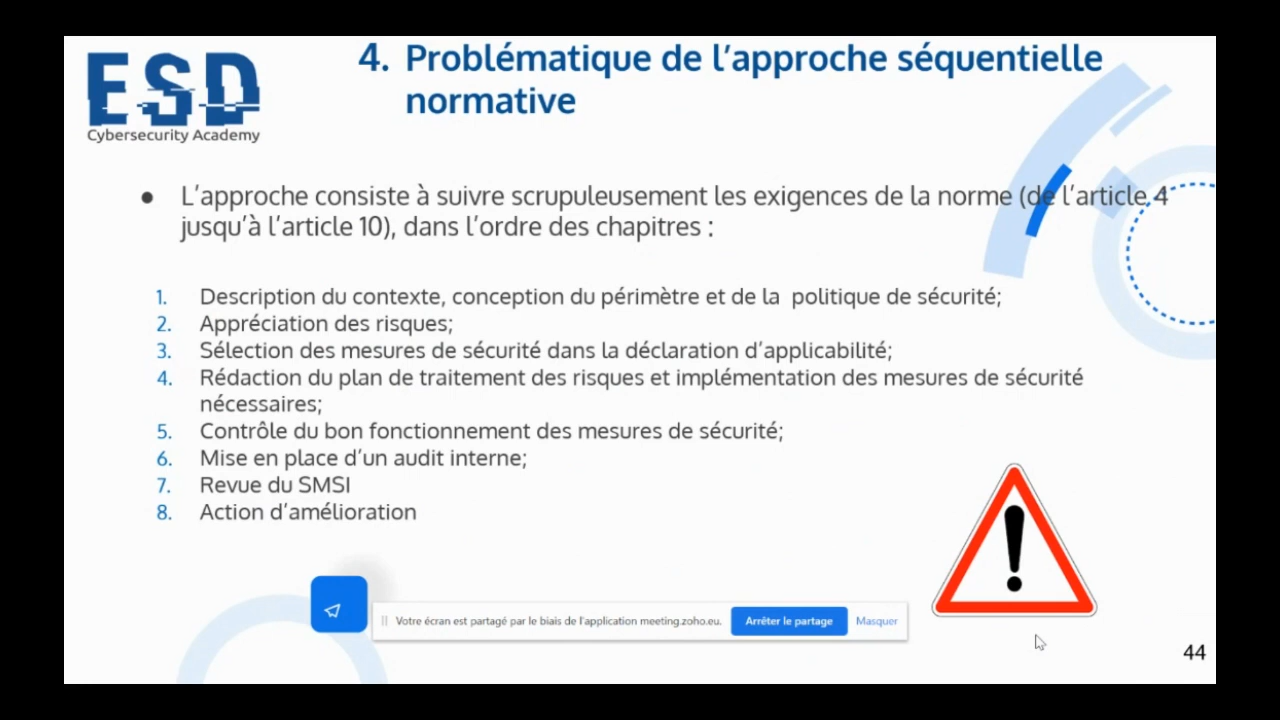 ESD
Cybersecurity Academy
4. Problématique de l’approche séquentielle
normative
● L’approche consiste à suivre scrupuleusement les exigences de la norme (de l’article 4
jusqu’à l’article 10), dans l’ordre des chapitres :
1. Description du contexte, conception du périmètre et de la  politique de sécurité;
2. Appréciation des risques;
3. Sélection des mesures de sécurité dans la déclaration d’applicabilité;
4. Rédaction du plan de traitement des risques et implémentation des mesures de sécurité
nécessaires;
5. Contrôle du bon fonctionnement des mesures de sécurité;
6. Mise en place d’un audit interne;
7. Revue du SMSI
8. Action d’amélioration
Votre écran est partagé par le biais de l'application meeting.zoho.eu. Arrêter le partage Masquer
44